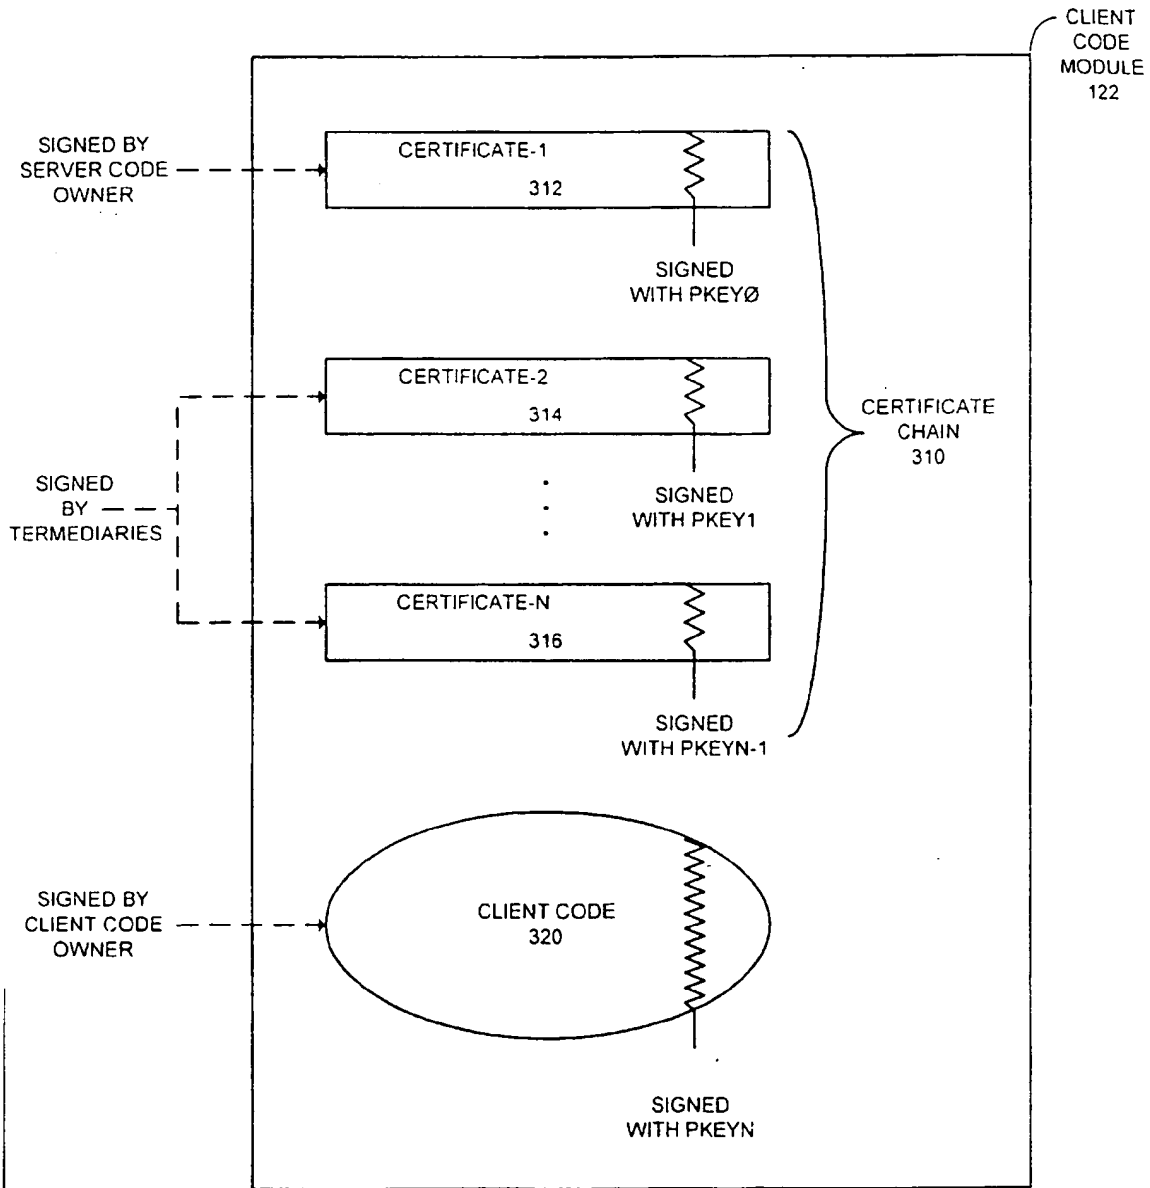 CLIENT
CODE
MODULE
122
SIGNED BY
SERVER CODE
OWNER
CERTIFICATE-1
312
SIGNED
WITH PKEYØ
CERTIFICATE-2
314
SIGNED
WITH PKEY1
CERTIFICATE
CHAIN
310
SIGNED
BY
TERMEDIARIES
CERTIFICATE-N
316
SIGNED
WITH PKEYN-1
SIGNED BY
CLIENT CODE
OWNER
CLIENT CODE
320
SIGNED
WITH PKEYN